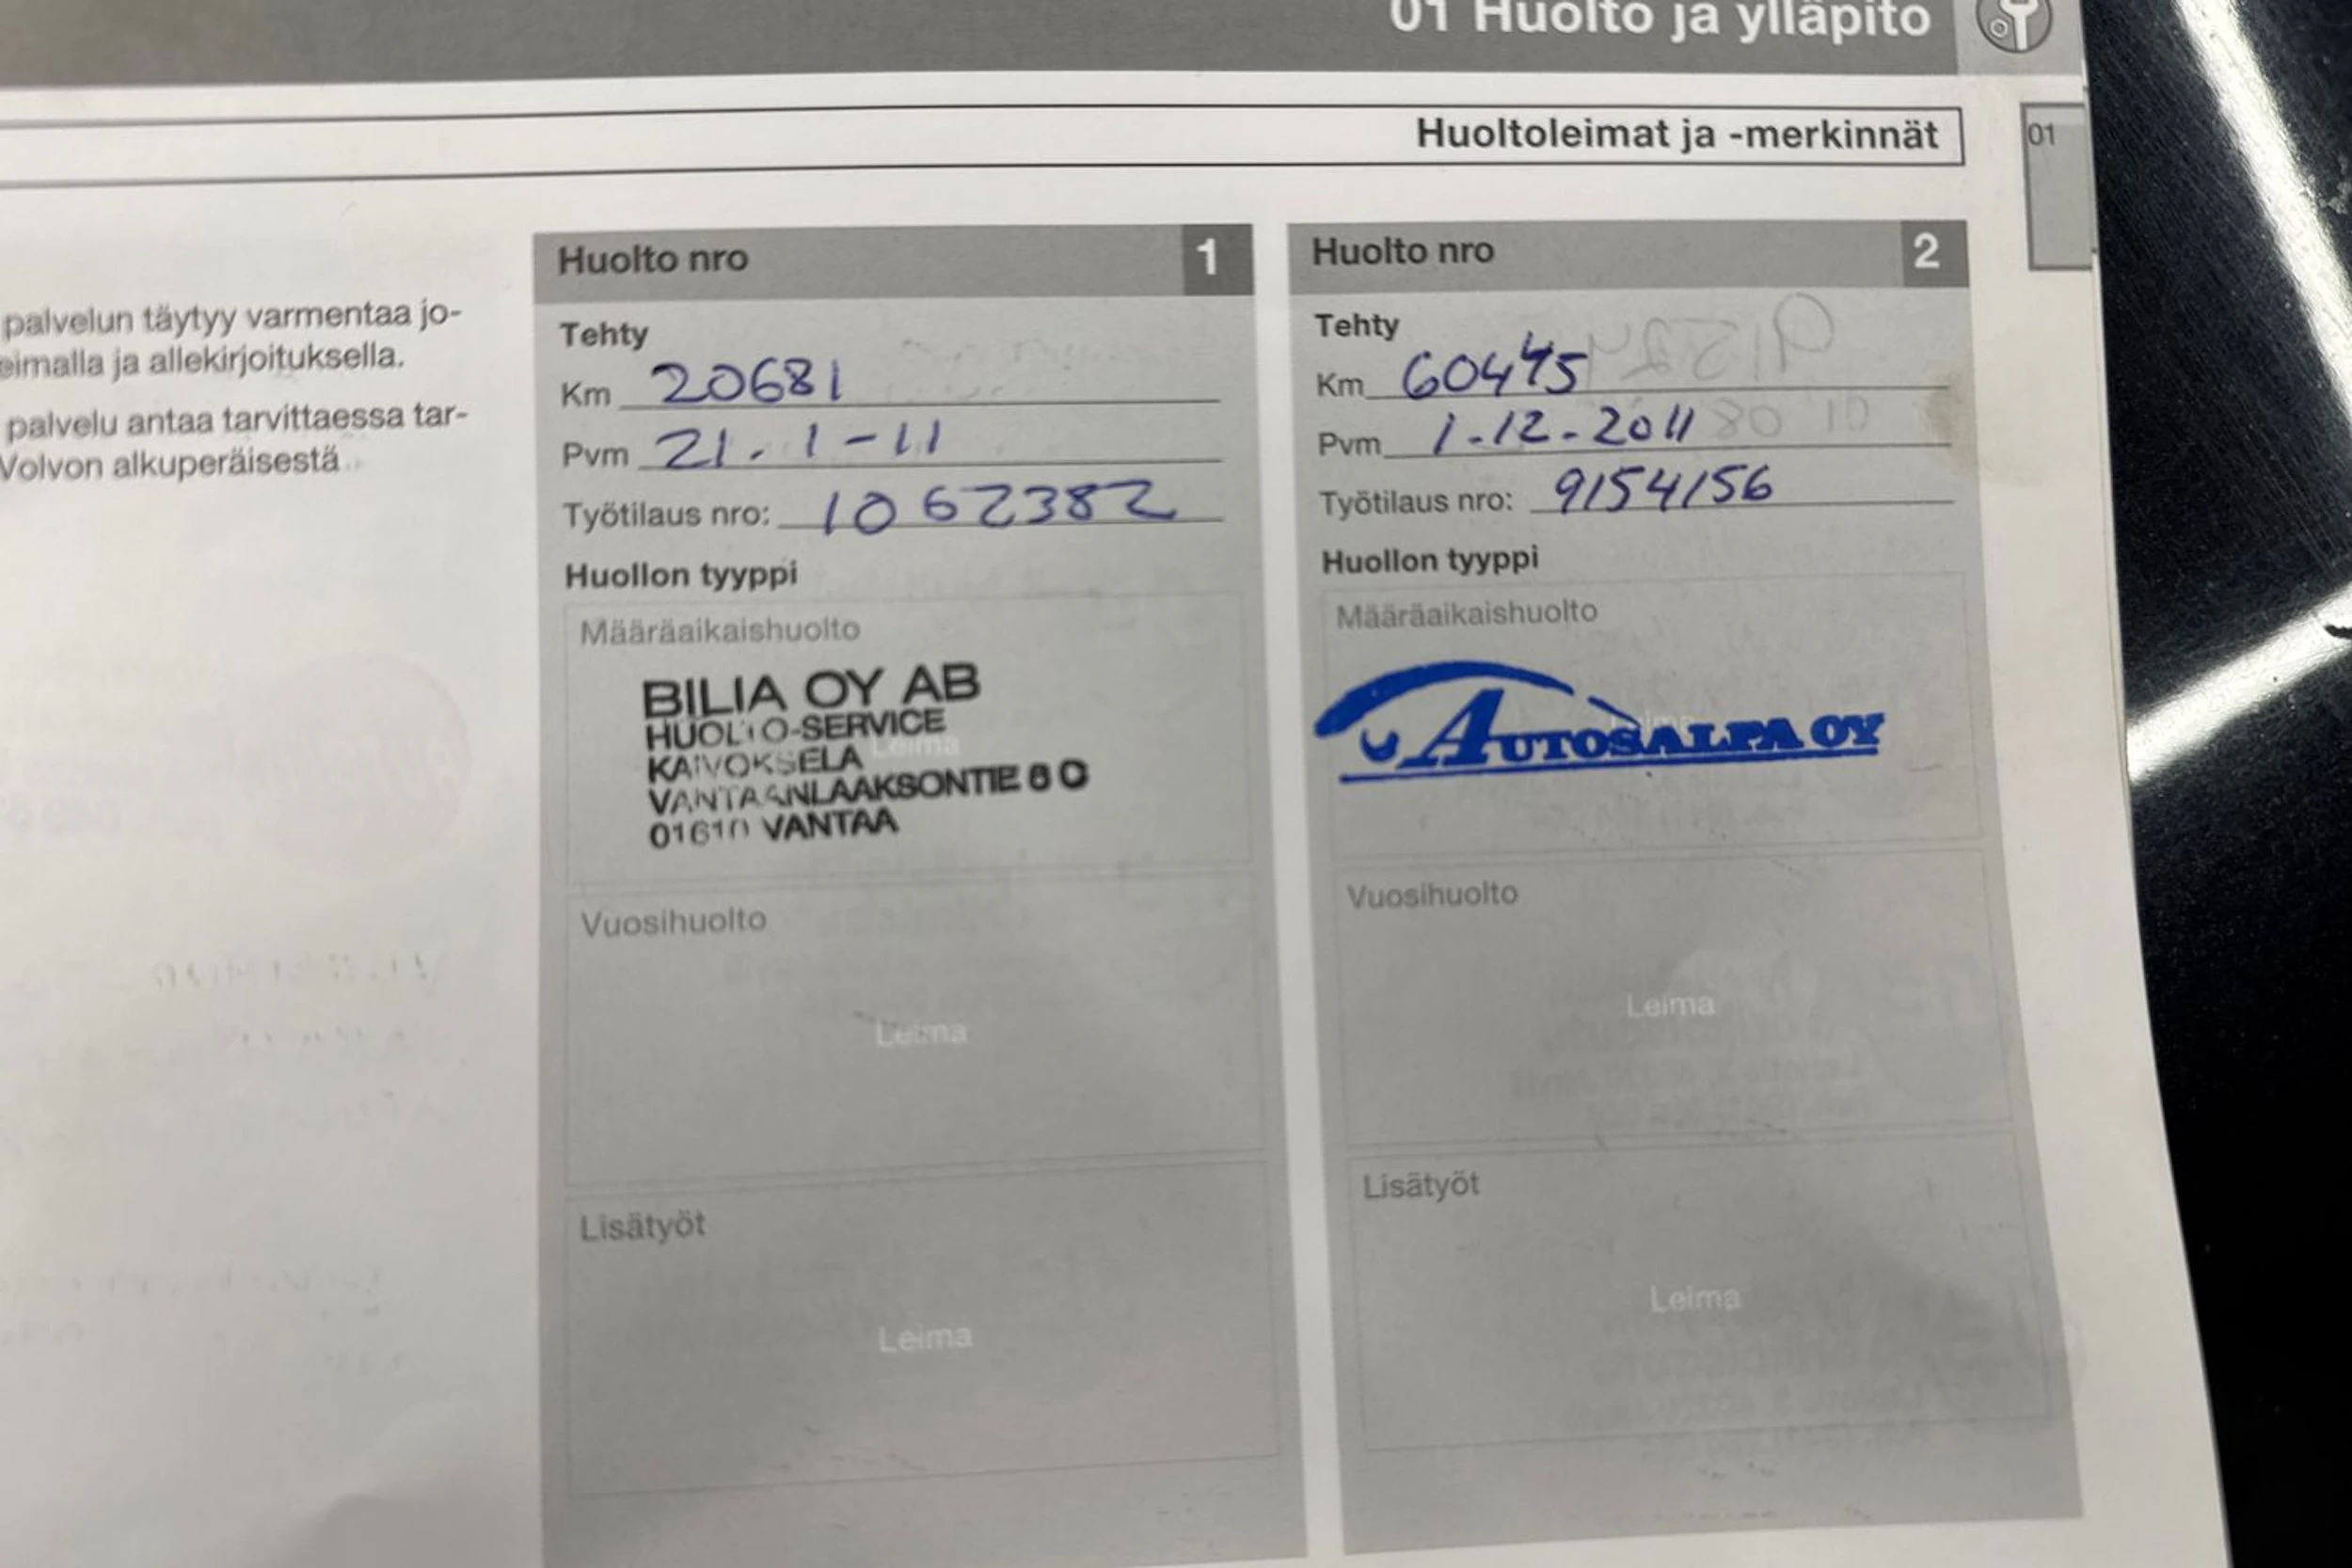 01 Huolto ja ylläpito
Huoltoleimat ja -merkinnät
01
palvelun täytyy varmentaa jo-
eimalla ja allekirjoituksella.
palvelu antaa tarvittaessa tar-
Volvon alkuperäisestä
Huolto nro 1
Tehty
Km 20681
Pvm 21.1-11
Työtilaus nro: 1062382
Huollon tyyppi
Määräaikaishuolto
Leima
BILIA OY AB
HUOLTO-SERVICE
KAIVOKSELA
VANTAANLAAKSONTIE 6 C
01610 VANTAA
Vuosihuolto
Leima
Lisätyöt
Leima
Huolto nro 2
Tehty
Km 60475
Pvm 1.12.2011
Työtilaus nro: 9154156
Huollon tyyppi
Määräaikaishuolto
Leima
AUTOSALPA OY
Vuosihuolto
Leima
Lisätyöt
Leima